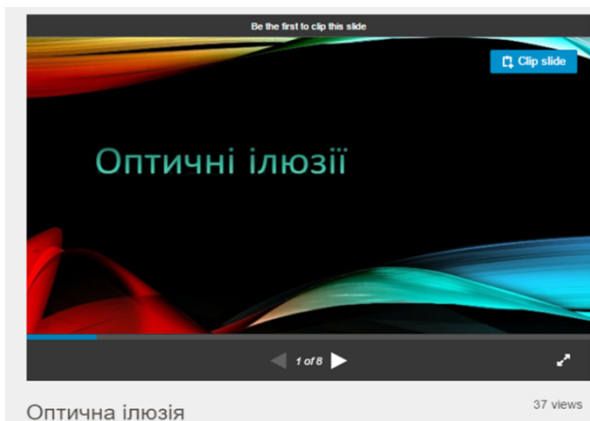 Be the first to clip this slide
Clip slide
Оптичні ілюзії
1 of 8
Оптична ілюзія
37 views